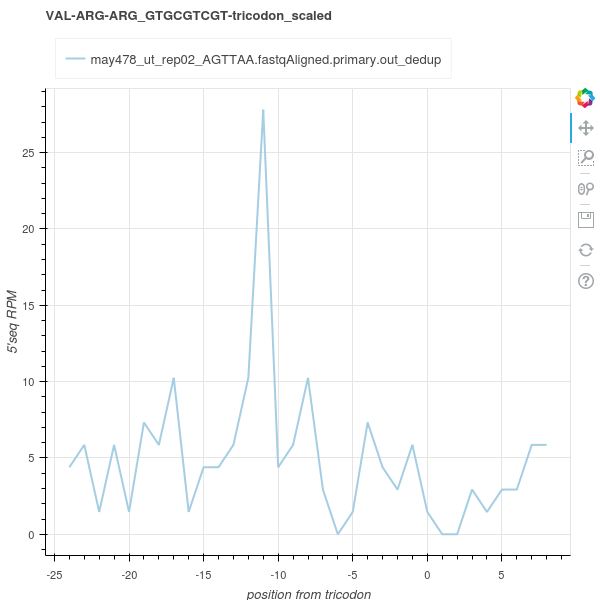 VAL-ARG-ARG_GTGCGTCGT-tricodon_scaled
may478_ut_rep02_AGTTAA.fastqAligned.primary.out_dedup
25
20
15
10
5
0
5'seq RPM
-25 -20 -15 -10 -5 0 5
position from tricodon